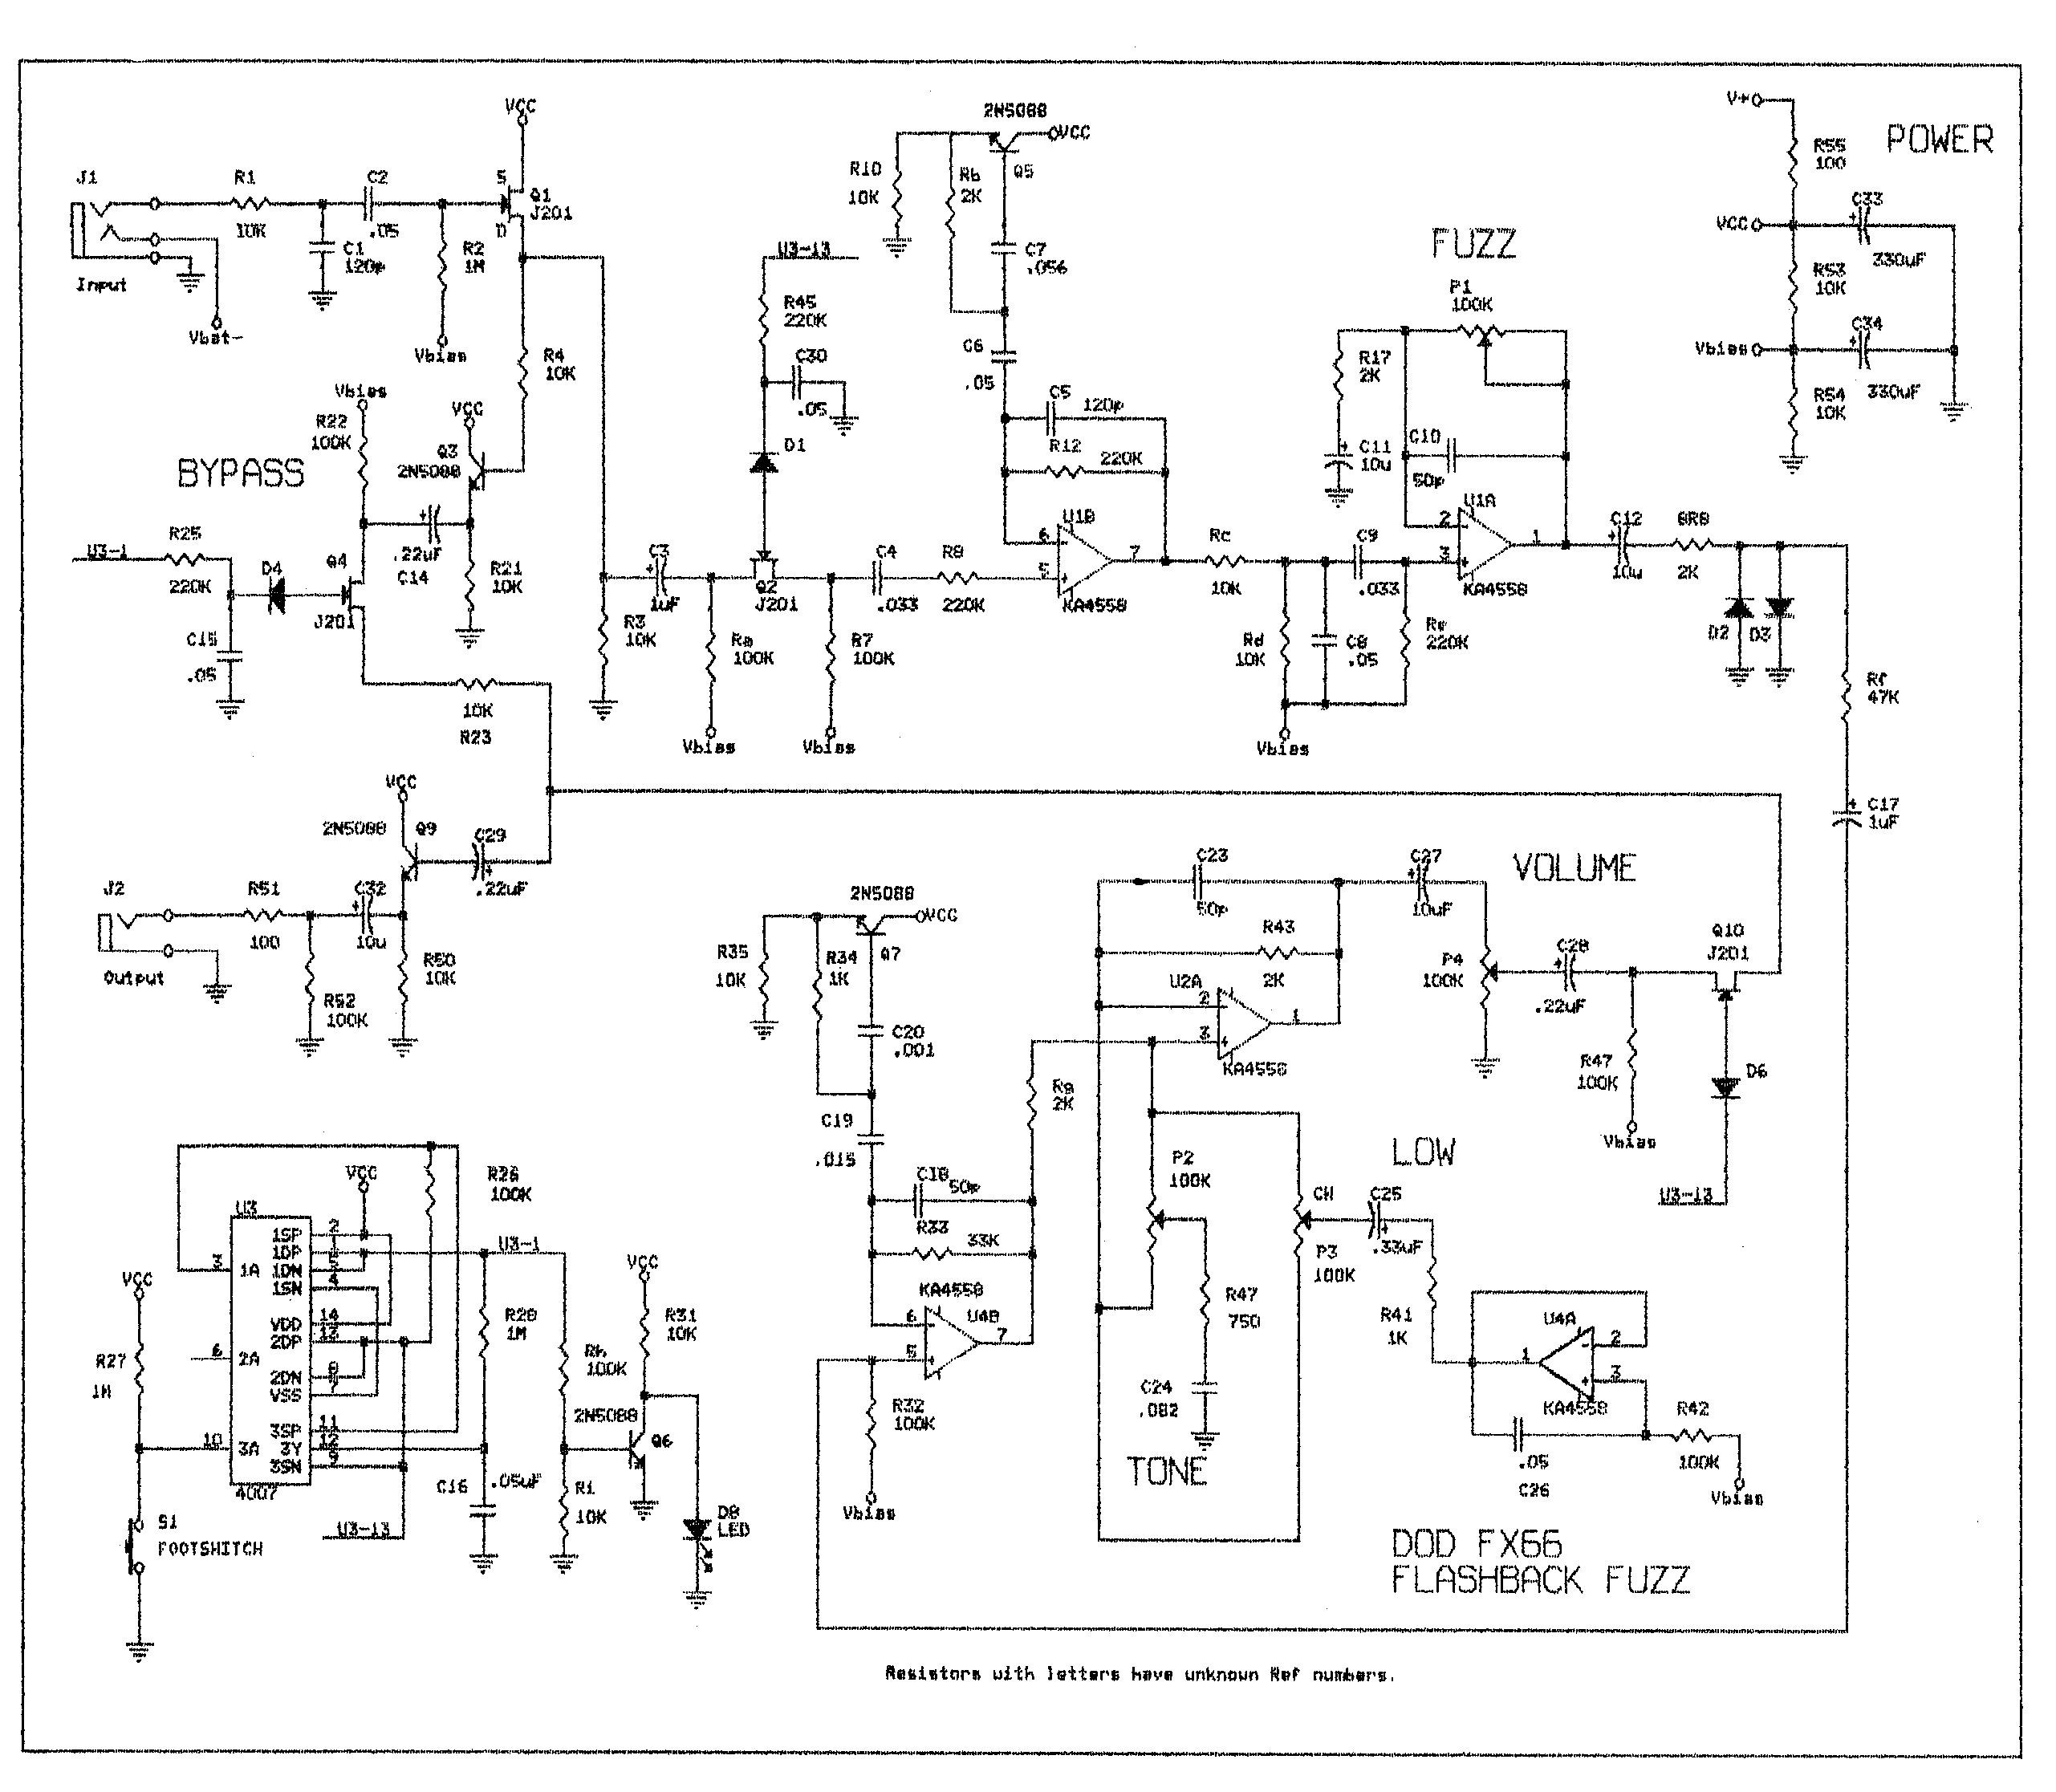 VCC
J1
R1
10K
C2
.05
S
Q1
J201
D
C1
120p
R2
1M
Input
Vbat-
Vbias
R4
10K
2N5088
VCC
Q5
R10
10K
Rb
2K
C7
.056
C6
.05
C5
120p
R12
220K
U3-13
R45
220K
C30
.05
D1
FUZZ
P1
100K
R17
2K
C11
10u
C10
50p
V+
R55
100
POWER
VCC
C33
330uF
R53
10K
Vbias
C34
330uF
R54
10K
BYPASS
Vbias
R22
100K
VCC
Q3
2N5088
.22uF
C14
R21
10K
U3-1
R25
220K
D4
Q4
J201
C15
.05
10K
R23
R3
10K
C3
1uF
Ra
100K
Vbias
Q2
J201
R7
100K
Vbias
C4
.033
R8
220K
6
5
7
U1B
KA4558
Rc
10K
Rd
10K
C8
.05
C9
.033
Re
220K
Vbias
2
3
1
U1A
KA4558
C12
10u
8R8
2K
D2
D3
Rf
47K
C17
1uF
VCC
2N5088
Q9
C29
.22uF
J2
R51
100
C32
10u
R50
10K
R52
100K
Output
2N5088
VCC
Q7
R35
10K
R34
1K
C20
.001
C19
.015
C18
50p
R33
33K
KA4558
U4B
6
5
7
R32
100K
Vbias
Rg
2K
C23
50p
R43
2K
U2A
2
3
1
KA4558
C27
10uF
VOLUME
P4
100K
C28
.22uF
Q10
J201
R47
100K
Vbias
D6
U3-13
LOW
P2
100K
CW
P3
100K
C25
.33uF
R47
750
C24
.082
TONE
R41
1K
U4A
1
2
3
KA4558
R42
100K
.05
C26
Vbias
R26
100K
VCC
U3
3
1A
6
2A
10
3A
1SP
1DP
1DN
1SN
VDD
2DP
2DN
VSS
3SP
3Y
3SN
2
1
5
4
14
13
8
7
11
12
9
4007
U3-1
U3-13
VCC
R27
1M
S1
FOOTSWITCH
R28
1M
C16
.05uF
Rh
100K
Ri
10K
VCC
R31
10K
2N5088
Q6
D8
LED
DOD FX66
FLASHBACK FUZZ
Resistors with letters have unknown Ref numbers.